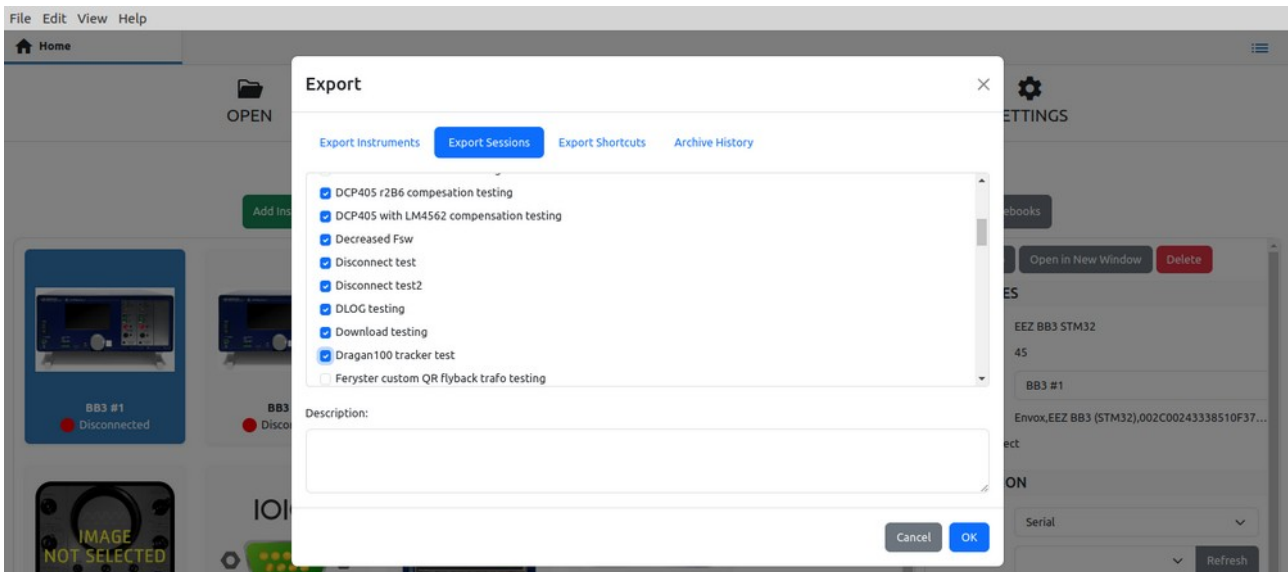 File Edit View Help
Home
OPEN
ETTINGS
Export
Export Instruments Export Sessions Export Shortcuts Archive History
DCP405 r2B6 compesation testing
DCP405 with LM4562 compensation testing
Decreased Fsw
Disconnect test
Disconnect test2
DLOG testing
Download testing
Dragan100 tracker test
Feryster custom QR flyback trafo testing
Description:
Cancel OK
Add Ins
ebooks
Open in New Window Delete
ES
EEZ BB3 STM32
45
BB3 #1
Envox,EEZ BB3 (STM32),002C00243338510F37...
ect
ON
Serial
Refresh
BB3 #1
Disconnected
BB3
Disco
IMAGE
NOT SELECTED
IOI